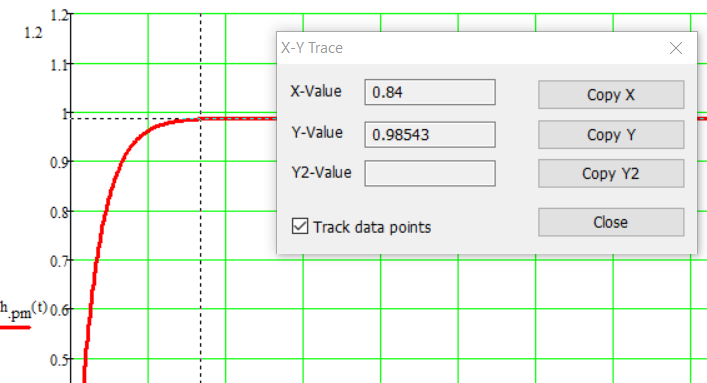 1.2
1.2
X-Y Trace
1.1
X-Value 0.84 Copy X
1
Y-Value 0.98543 Copy Y
0.9
Y2-Value Copy Y2
0.8
Track data points Close
0.7
h.pm(t) 0.6
0.5